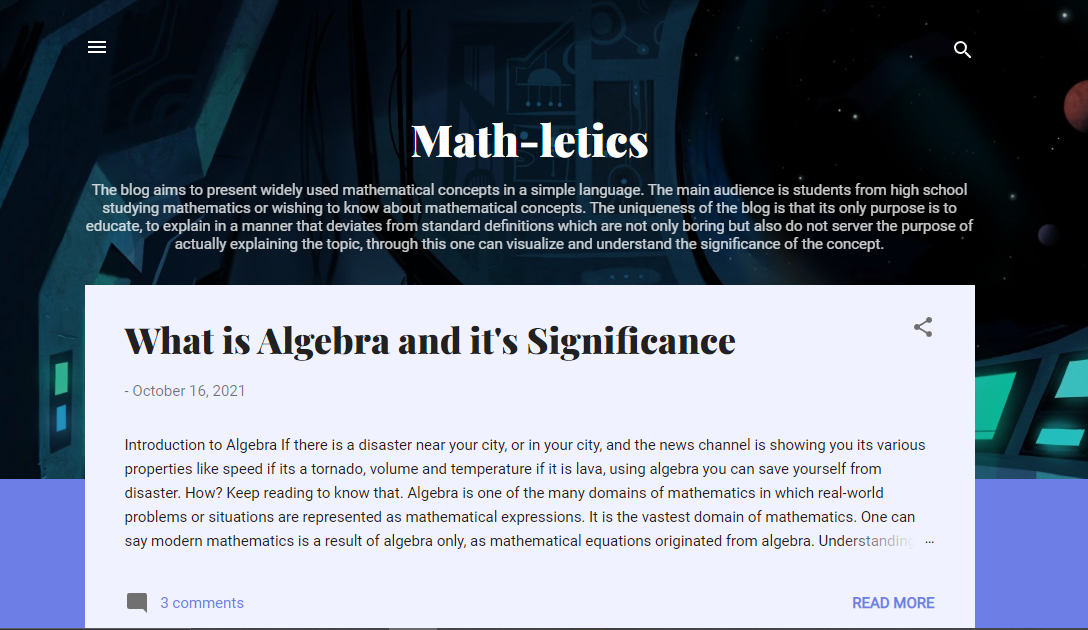 Math-letics
The blog aims to present widely used mathematical concepts in a simple language. The main audience is students from high school
studying mathematics or wishing to know about mathematical concepts. The uniqueness of the blog is that its only purpose is to
educate, to explain in a manner that deviates from standard definitions which are not only boring but also do not server the purpose of
actually explaining the topic, through this one can visualize and understand the significance of the concept.
What is Algebra and it's Significance
- October 16, 2021
Introduction to Algebra If there is a disaster near your city, or in your city, and the news channel is showing you its various
properties like speed if its a tornado, volume and temperature if it is lava, using algebra you can save yourself from
disaster. How? Keep reading to know that. Algebra is one of the many domains of mathematics in which real-world
problems or situations are represented as mathematical expressions. It is the vastest domain of mathematics. One can
say modern mathematics is a result of algebra only, as mathematical equations originated from algebra. Understanding ...
3 comments
READ MORE